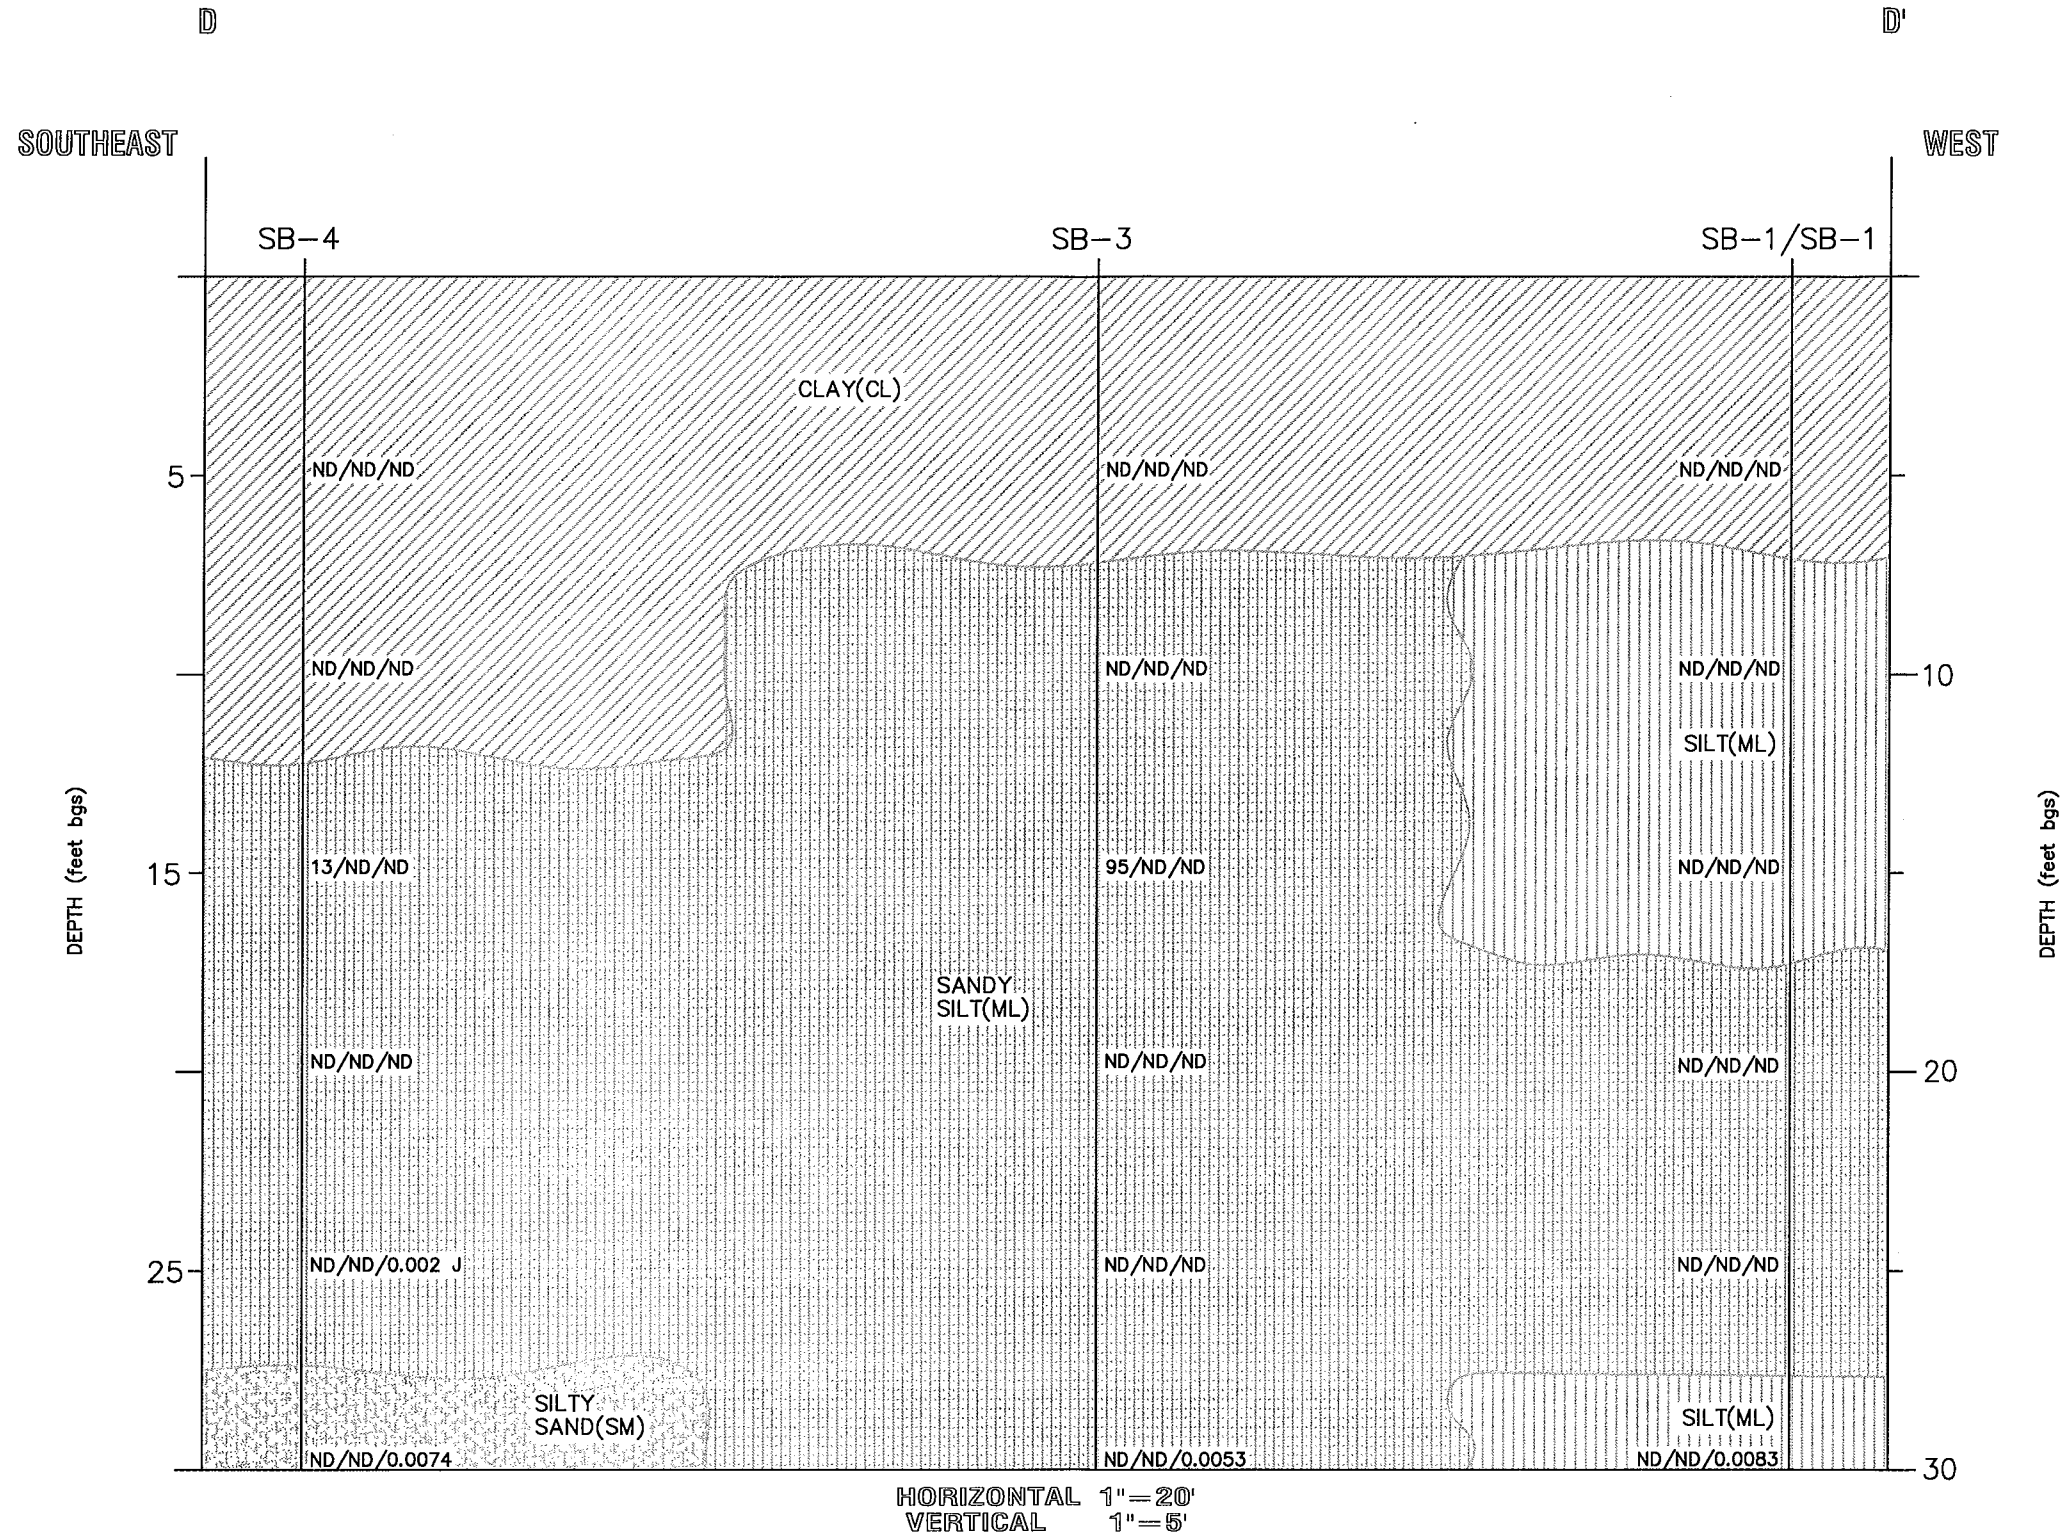 D D'
SOUTHEAST WEST
SB-4 SB-3 SB-1/SB-1
CLAY(CL)
5 ND/ND/ND ND/ND/ND ND/ND/ND
ND/ND/ND ND/ND/ND ND/ND/ND 10
SILT(ML)
DEPTH (feet bgs) DEPTH (feet bgs)
15 13/ND/ND 95/ND/ND ND/ND/ND
SANDY
SILT(ML)
ND/ND/ND ND/ND/ND ND/ND/ND 20
25 ND/ND/0.002 J ND/ND/ND ND/ND/ND
SILTY
SAND(SM)
SILT(ML)
ND/ND/0.0074 ND/ND/0.0053 ND/ND/0.0083 30
HORIZONTAL 1"=20'
VERTICAL 1"=5'